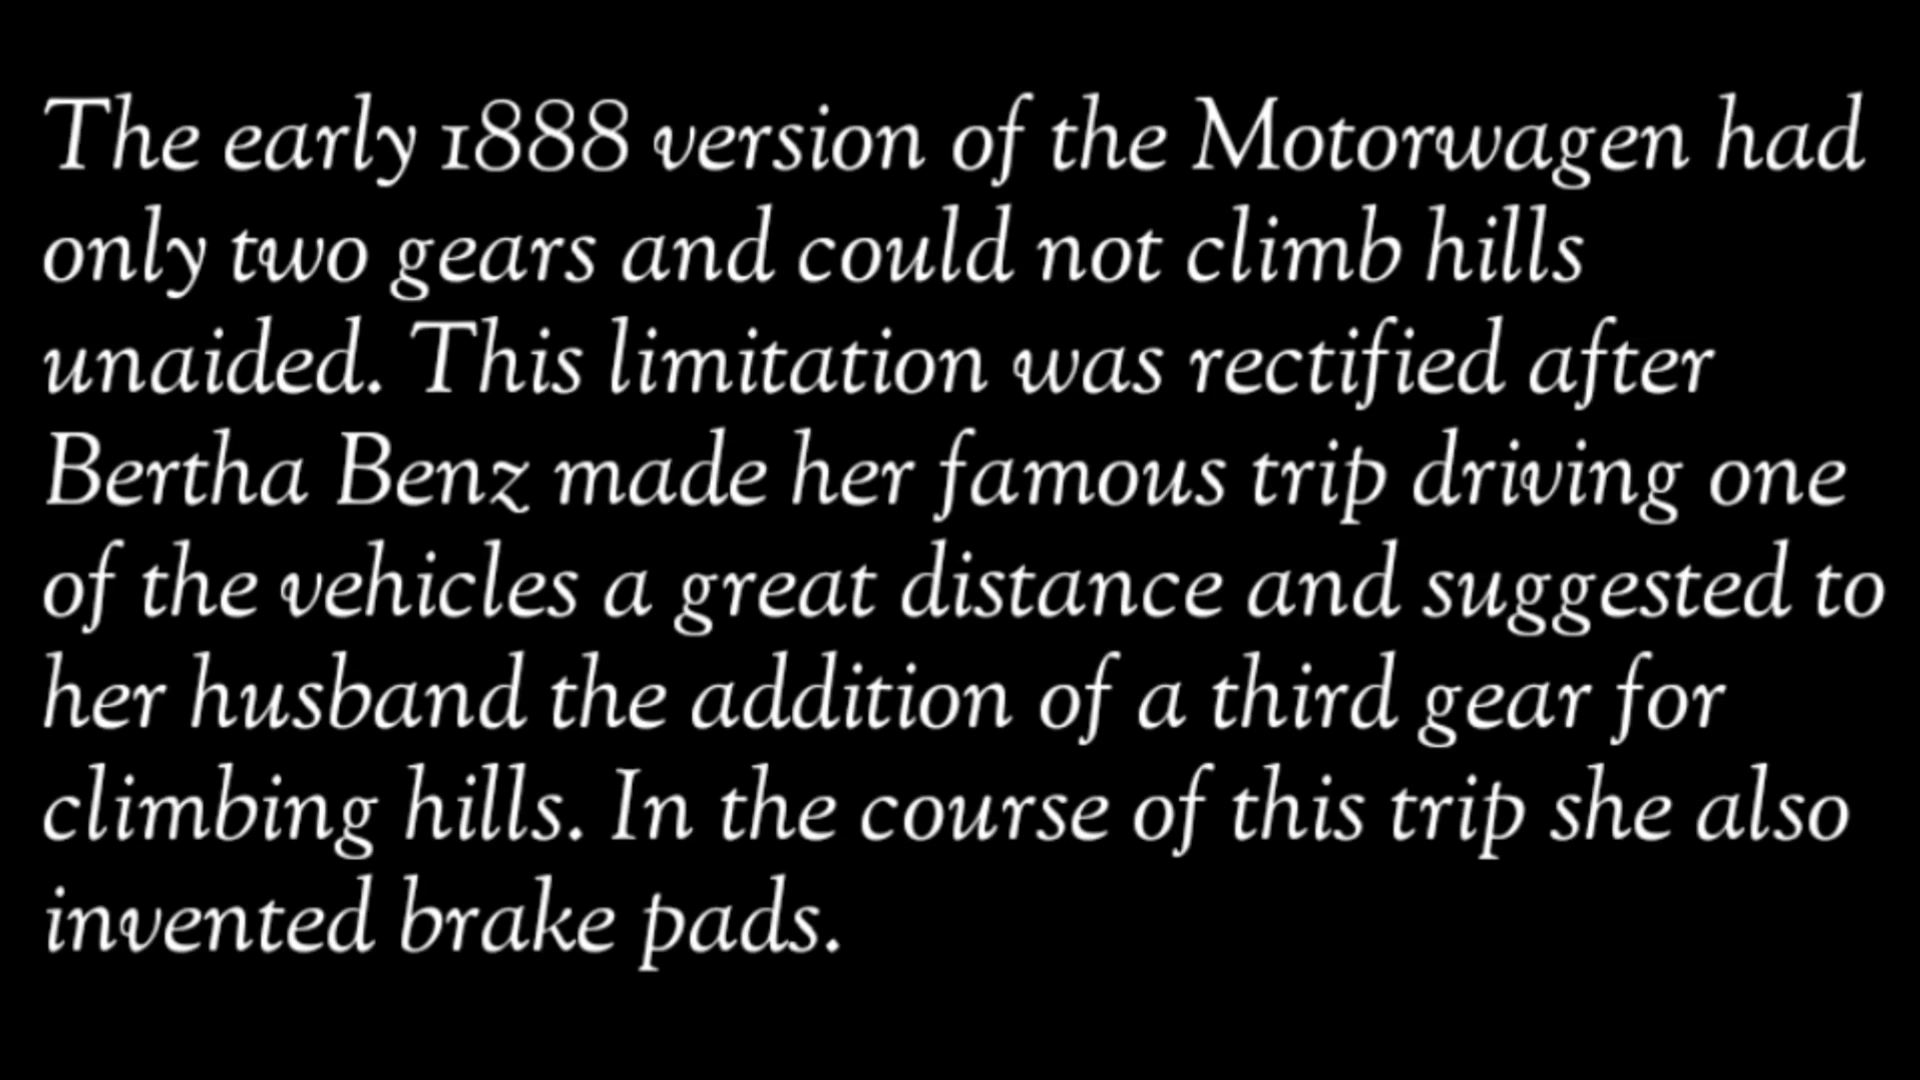 The early 1888 version of the Motorwagen had
only two gears and could not climb hills
unaided. This limitation was rectified after
Bertha Benz made her famous trip driving one
of the vehicles a great distance and suggested to
her husband the addition of a third gear for
climbing hills. In the course of this trip she also
invented brake pads.